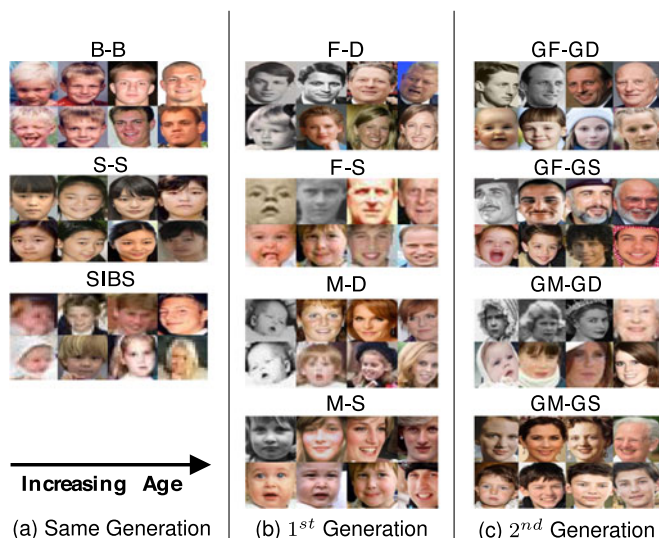 B-B
S-S
SIBS
Increasing Age
(a) Same Generation
F-D
F-S
M-D
M-S
(b) 1st Generation
GF-GD
GF-GS
GM-GD
GM-GS
(c) 2nd Generation